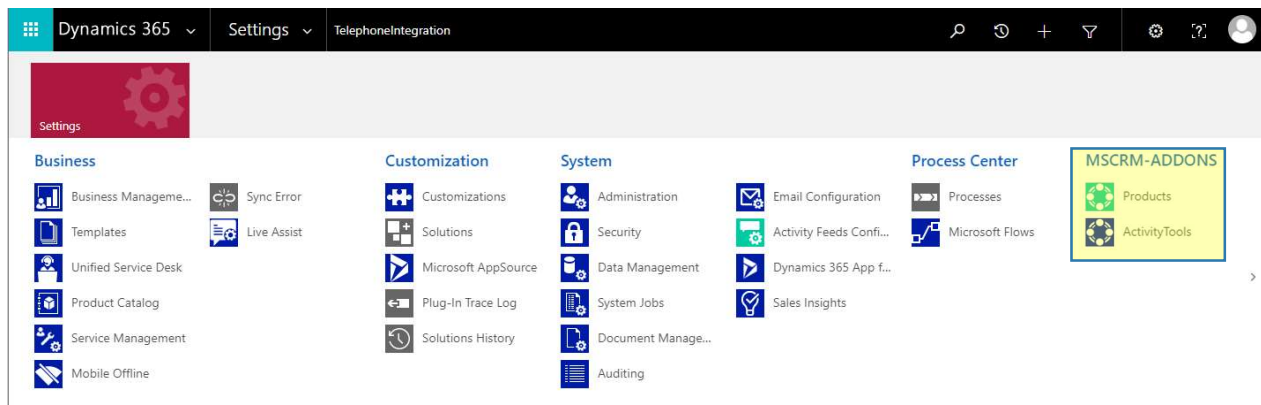 Dynamics 365 Settings TelephoneIntegration
Settings
Business Customization System Process Center MSCRM-ADDONS
Business Manageme... Sync Error Customizations Administration Email Configuration Processes Products
Templates Live Assist Solutions Security Activity Feeds Confi... Microsoft Flows ActivityTools
Unified Service Desk Microsoft AppSource Data Management Dynamics 365 App f...
Product Catalog Plug-In Trace Log System Jobs Sales Insights
Service Management Solutions History Document Manage...
Mobile Offline Auditing